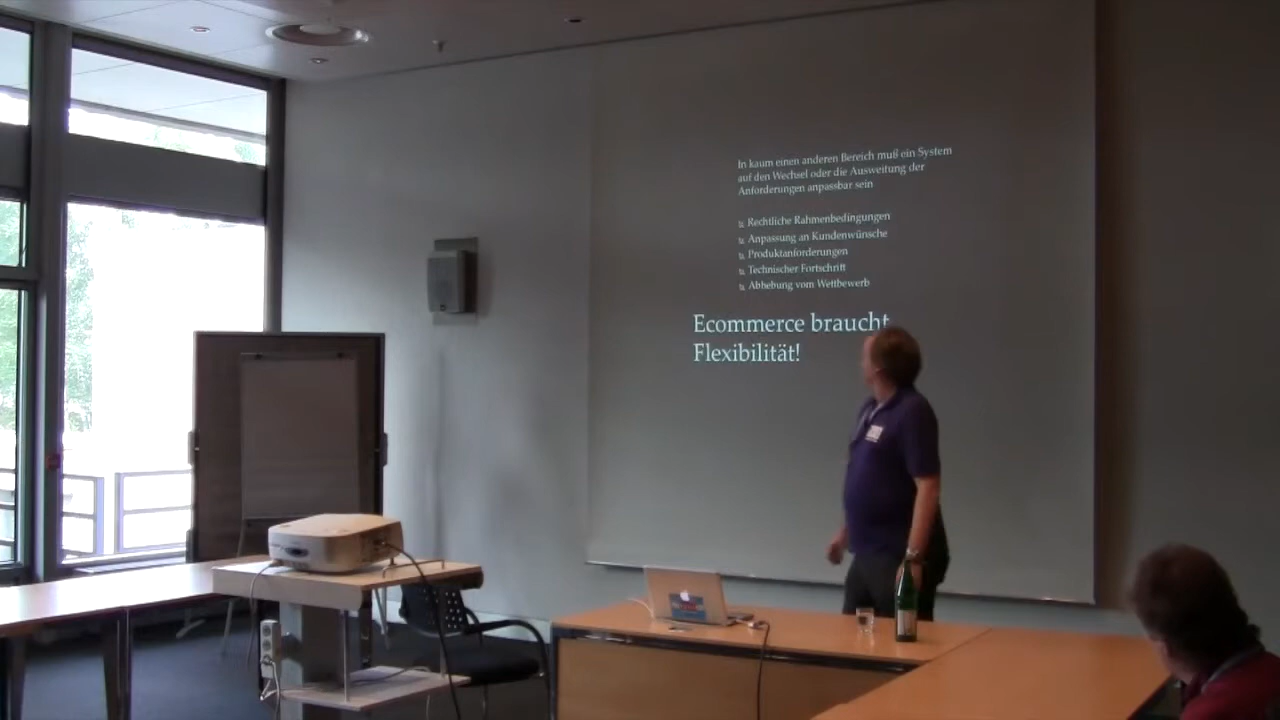 In kaum einen anderen Bereich muß ein System
auf den Wechsel oder die Ausweitung der
Anforderungen anpassbar sein
Rechtliche Rahmenbedingungen
Anpassung an Kundenwünsche
Produktanforderungen
Technischer Fortschritt
Abhebung vom Wettbewerb
Ecommerce braucht
Flexibilität!